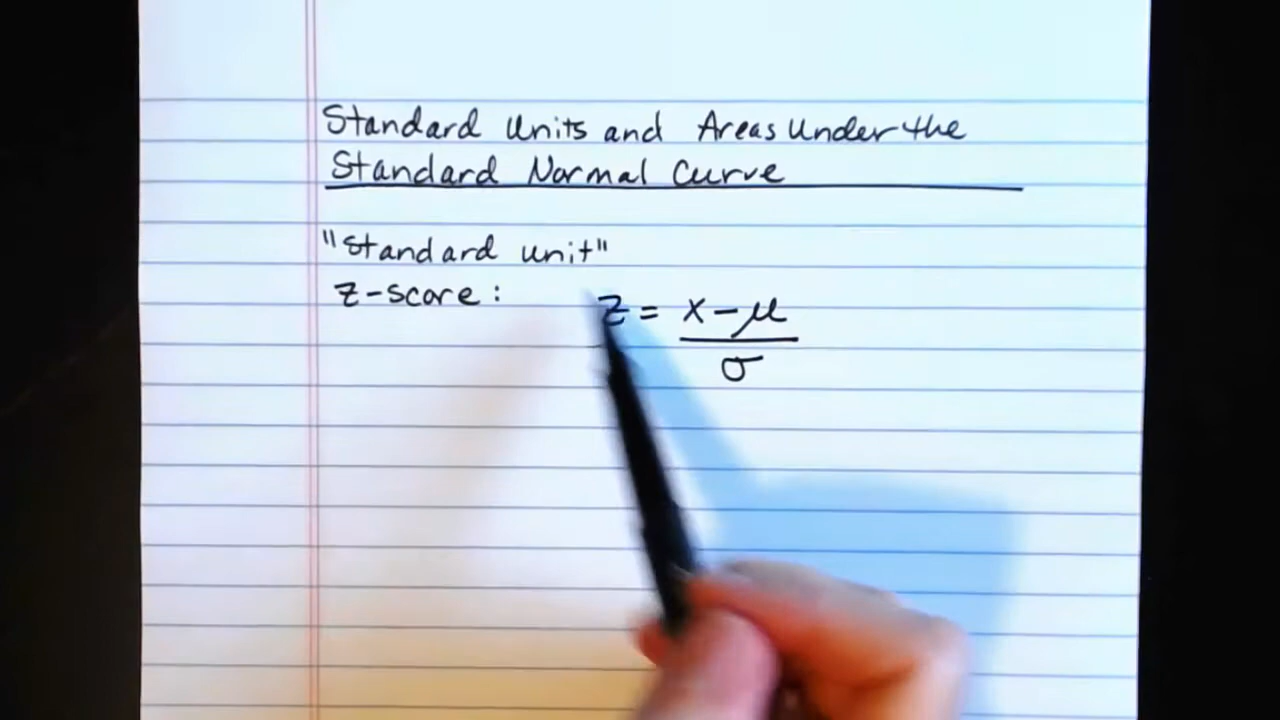 Standard Units and Areas Under the
Standard Normal Curve
"Standard unit"
z-score: z = x - μ
σ